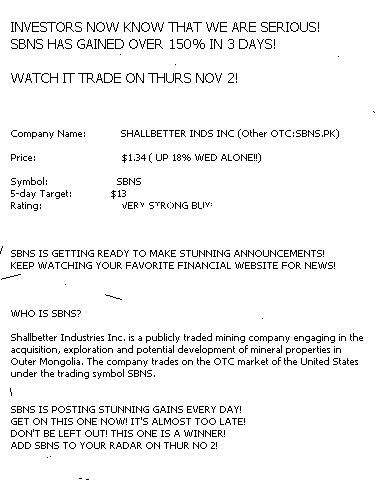 INVESTORS NOW KNOW THAT WE ARE SERIOUS!
SBNS HAS GAINED OVER 150% IN 3 DAYS!
WATCH IT TRADE ON THURS NOV 2!
Company Name: SHALLBETTER INDS INC (Other OTC:SBNS.PK)
Price: $1.34 ( UP 18% WED ALONE!!)
Symbol: SBNS
5-day Target: $13
Rating: VERY STRONG BUY!
SBNS IS GETTING READY TO MAKE STUNNING ANNOUNCEMENTS!
KEEP WATCHING YOUR FAVORITE FINANCIAL WEBSITE FOR NEWS!
WHO IS SBNS?
Shallbetter Industries Inc. is a publicly traded mining company engaging in the
acquisition, exploration and potential development of mineral properties in
Outer Mongolia. The company trades on the OTC market of the United States
under the trading symbol SBNS.
SBNS IS POSTING STUNNING GAINS EVERY DAY!
GET ON THIS ONE NOW! IT'S ALMOST TOO LATE!
DON'T BE LEFT OUT! THIS ONE IS A WINNER!
ADD SBNS TO YOUR RADAR ON THUR NO 2!